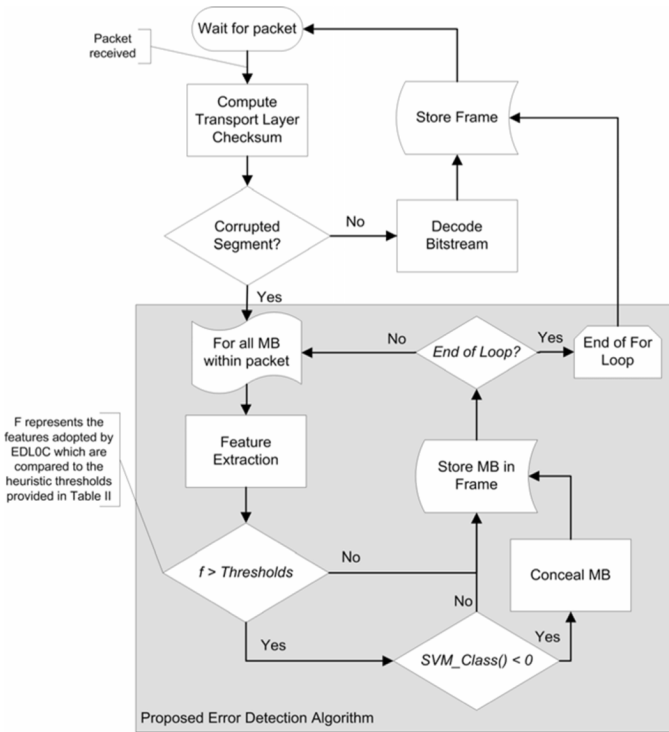 Wait for packet
Packet
received
Compute
Transport Layer
Checksum
Store Frame
Corrupted
Segment?
No
Decode
Bitstream
Yes
For all MB
within packet
No
End of Loop?
Yes
End of For
Loop
F represents the
features adopted by
EDL0C which are
compared to the
heuristic thresholds
provided in Table II
Feature
Extraction
Store MB in
Frame
f > Thresholds
No
Conceal MB
No
Yes
SVM_Class() < 0
Yes
Proposed Error Detection Algorithm